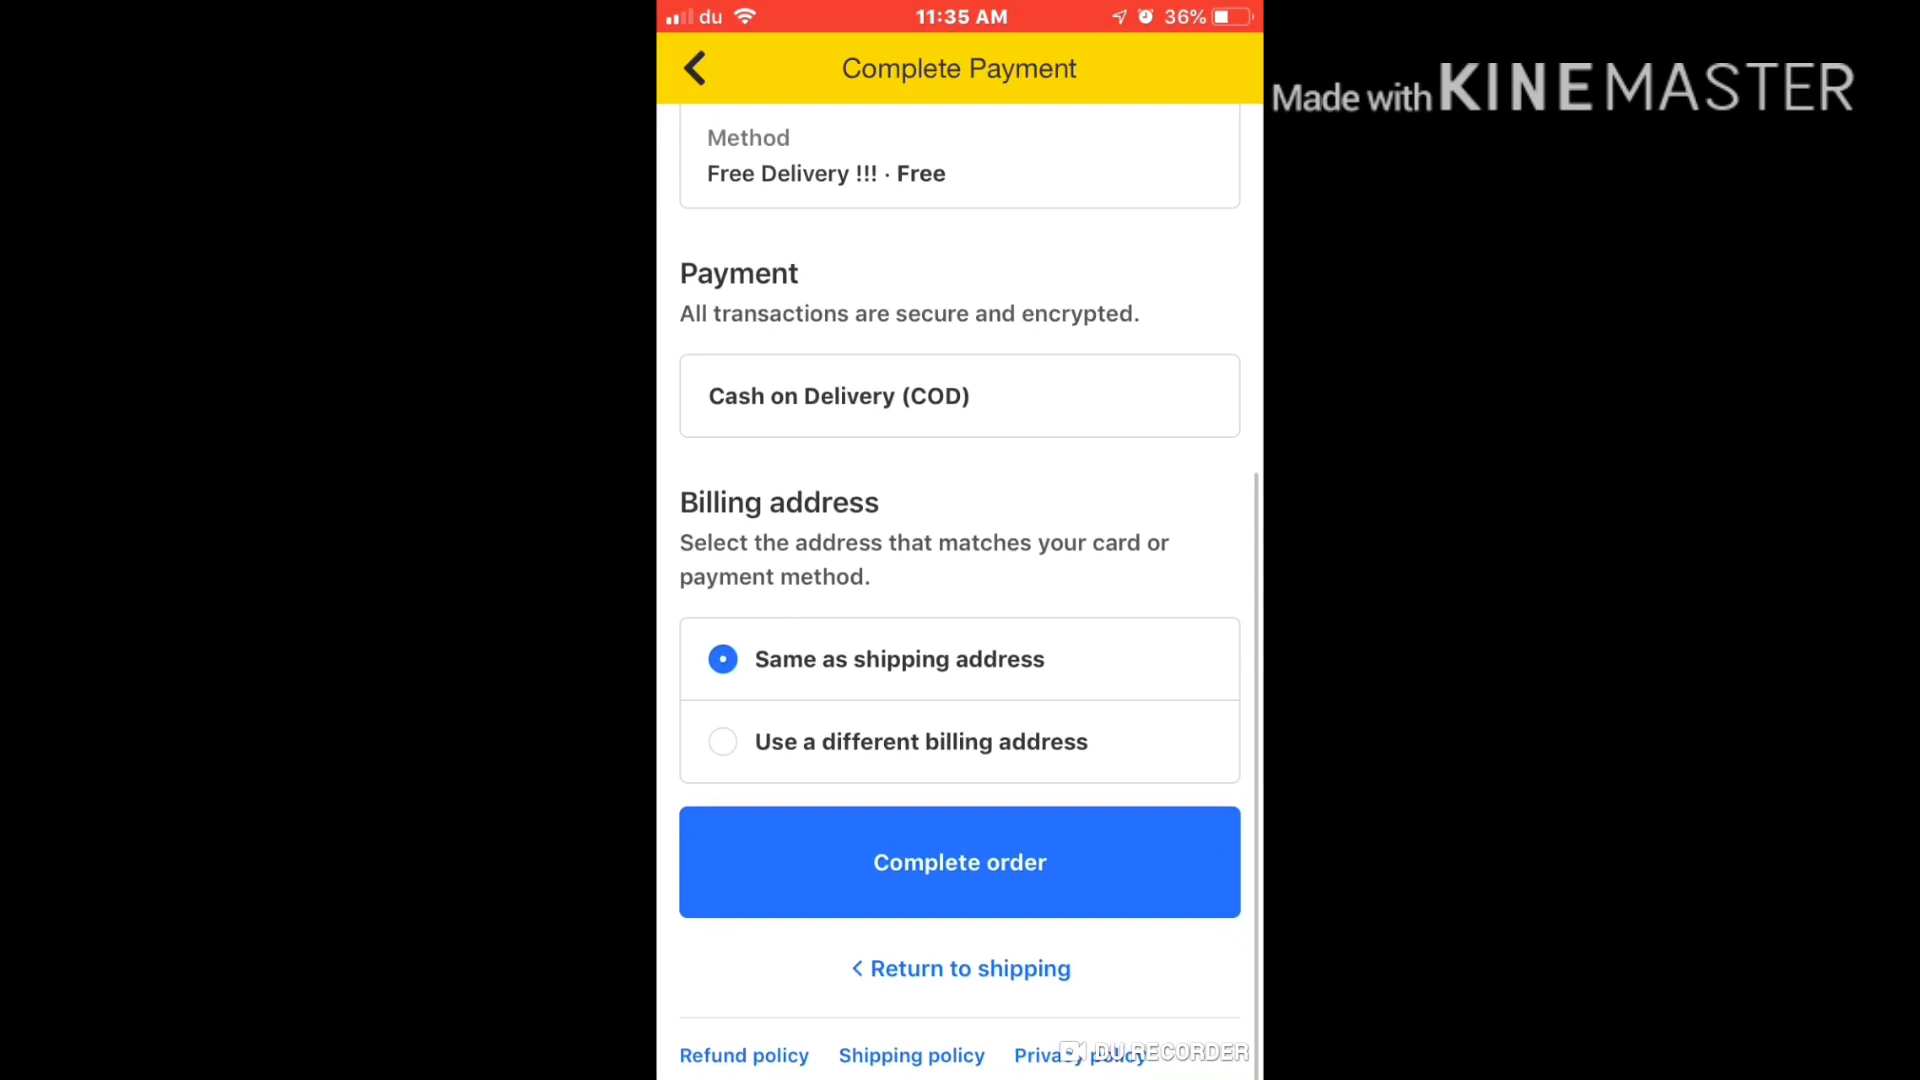 du 11:35 AM 36%
Complete Payment
Made with KINEMASTER
Method
Free Delivery !!! · Free
Payment
All transactions are secure and encrypted.
Cash on Delivery (COD)
Billing address
Select the address that matches your card or
payment method.
Same as shipping address
Use a different billing address
Complete order
< Return to shipping
Refund policy Shipping policy Privacy policy
DU RECORDER